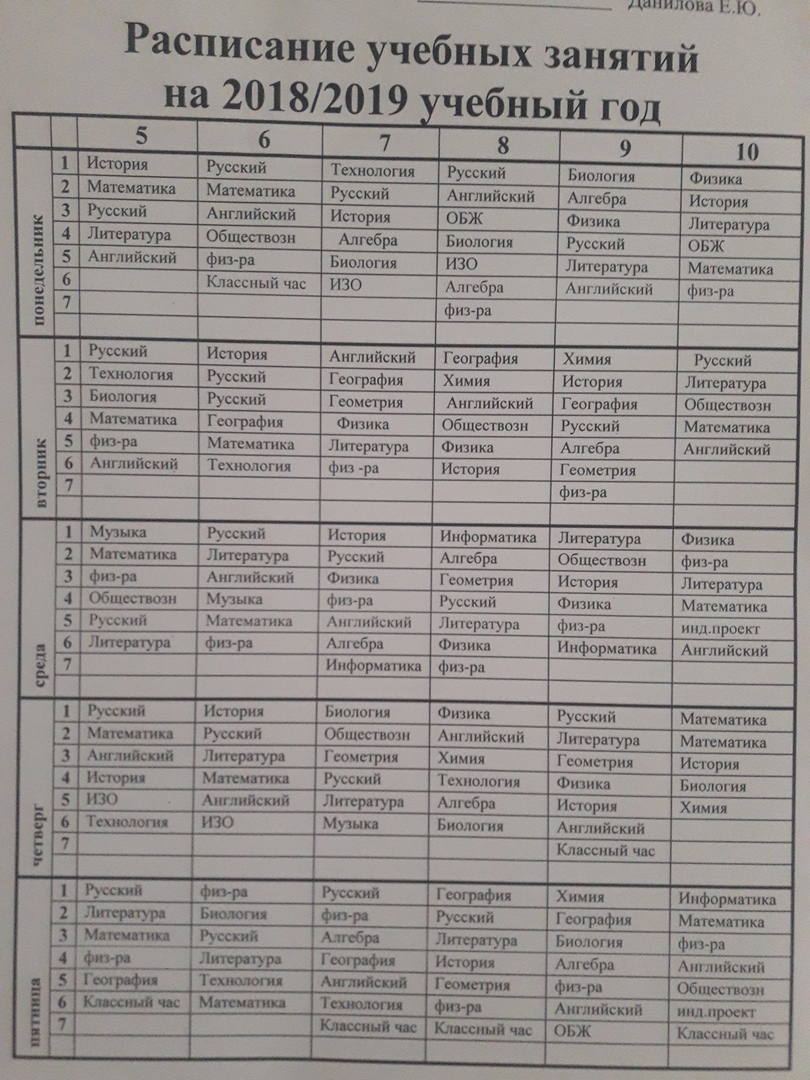 Данилова Е.Ю.
Расписание учебных занятий
на 2018/2019 учебный год
5 6 7 8 9 10
понедельник
1 История Русский Технология Русский Биология Физика
2 Математика Математика Русский Английский Алгебра История
3 Русский Английский История ОБЖ Физика Литература
4 Литература Обществозн Алгебра Биология Русский ОБЖ
5 Английский физ-ра Биология ИЗО Литература Математика
6 Классный час ИЗО Алгебра Английский физ-ра
7 физ-ра
вторник
1 Русский История Английский География Химия Русский
2 Технология Русский География Химия История Литература
3 Биология Русский Геометрия Английский География Обществозн
4 Математика География Физика Обществозн Русский Математика
5 физ-ра Математика Литература Физика Алгебра Английский
6 Английский Технология физ -ра История Геометрия
7 физ-ра
среда
1 Музыка Русский История Информатика Литература Физика
2 Математика Литература Русский Алгебра Обществозн физ-ра
3 физ-ра Английский Физика Геометрия История Литература
4 Обществозн Музыка физ-ра Русский Физика Математика
5 Русский Математика Английский Литература физ-ра инд.проект
6 Литература физ-ра Алгебра Физика Информатика Английский
7 Информатика физ-ра
четверг
1 Русский История Биология Физика Русский Математика
2 Математика Русский Обществозн Английский Литература Математика
3 Английский Литература Геометрия Химия Геометрия История
4 История Математика Русский Технология Физика Биология
5 ИЗО Английский Литература Алгебра История Химия
6 Технология ИЗО Музыка Биология Английский
7 Классный час
пятница
1 Русский физ-ра Русский География Химия Информатика
2 Литература Биология физ-ра Русский География Математика
3 Математика Русский Алгебра Литература Биология физ-ра
4 физ-ра Литература География История Алгебра Английский
5 География Технология Английский Геометрия физ-ра Обществозн
6 Классный час Математика Технология физ-ра Английский инд.проект
7 Классный час Классный час ОБЖ Классный час